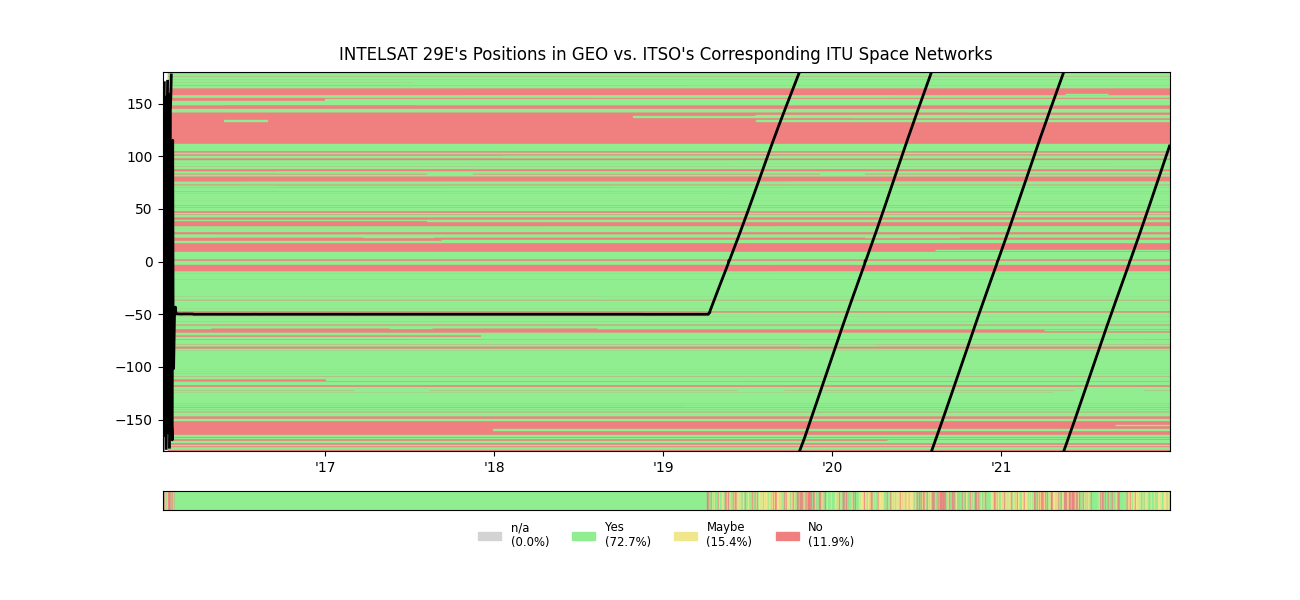 INTELSAT 29E's Positions in GEO vs. ITSO's Corresponding ITU Space Networks
150
100
50
0
−50
−100
−150
'17 '18 '19 '20 '21
n/a Yes Maybe No
(0.0%) (72.7%) (15.4%) (11.9%)